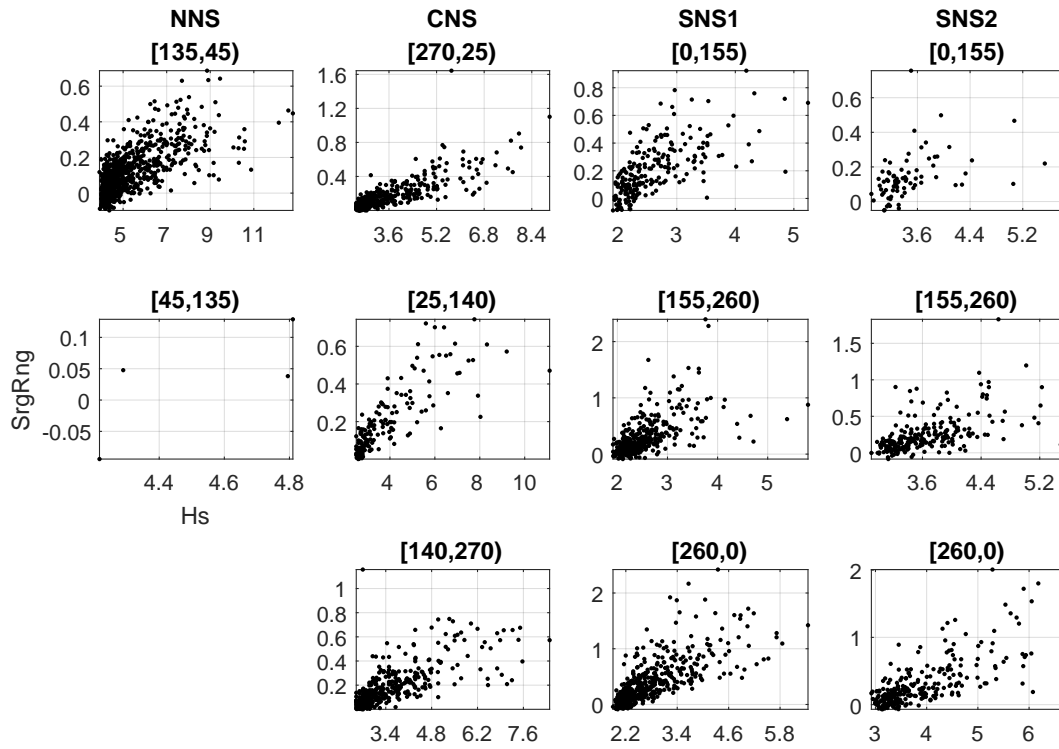 NNS CNS SNS1 SNS2
[135,45) [270,25) [0,155) [0,155)
0.6 0.4 0.2 0
5 7 9 11
1.6 1.2 0.8 0.4
3.6 5.2 6.8 8.4
0.8 0.6 0.4 0.2 0
2 3 4 5
0.6 0.4 0.2 0
3.6 4.4 5.2
[45,135) [25,140) [155,260) [155,260)
SrgRng
0.1 0.05 0 -0.05
4.4 4.6 4.8
Hs
0.6 0.4 0.2
4 6 8 10
2 1 0
2 3 4 5
1.5 1 0.5 0
3.6 4.4 5.2
[140,270) [260,0) [260,0)
1 0.8 0.6 0.4 0.2
3.4 4.8 6.2 7.6
2 1 0
2.2 3.4 4.6 5.8
2 1 0
3 4 5 6